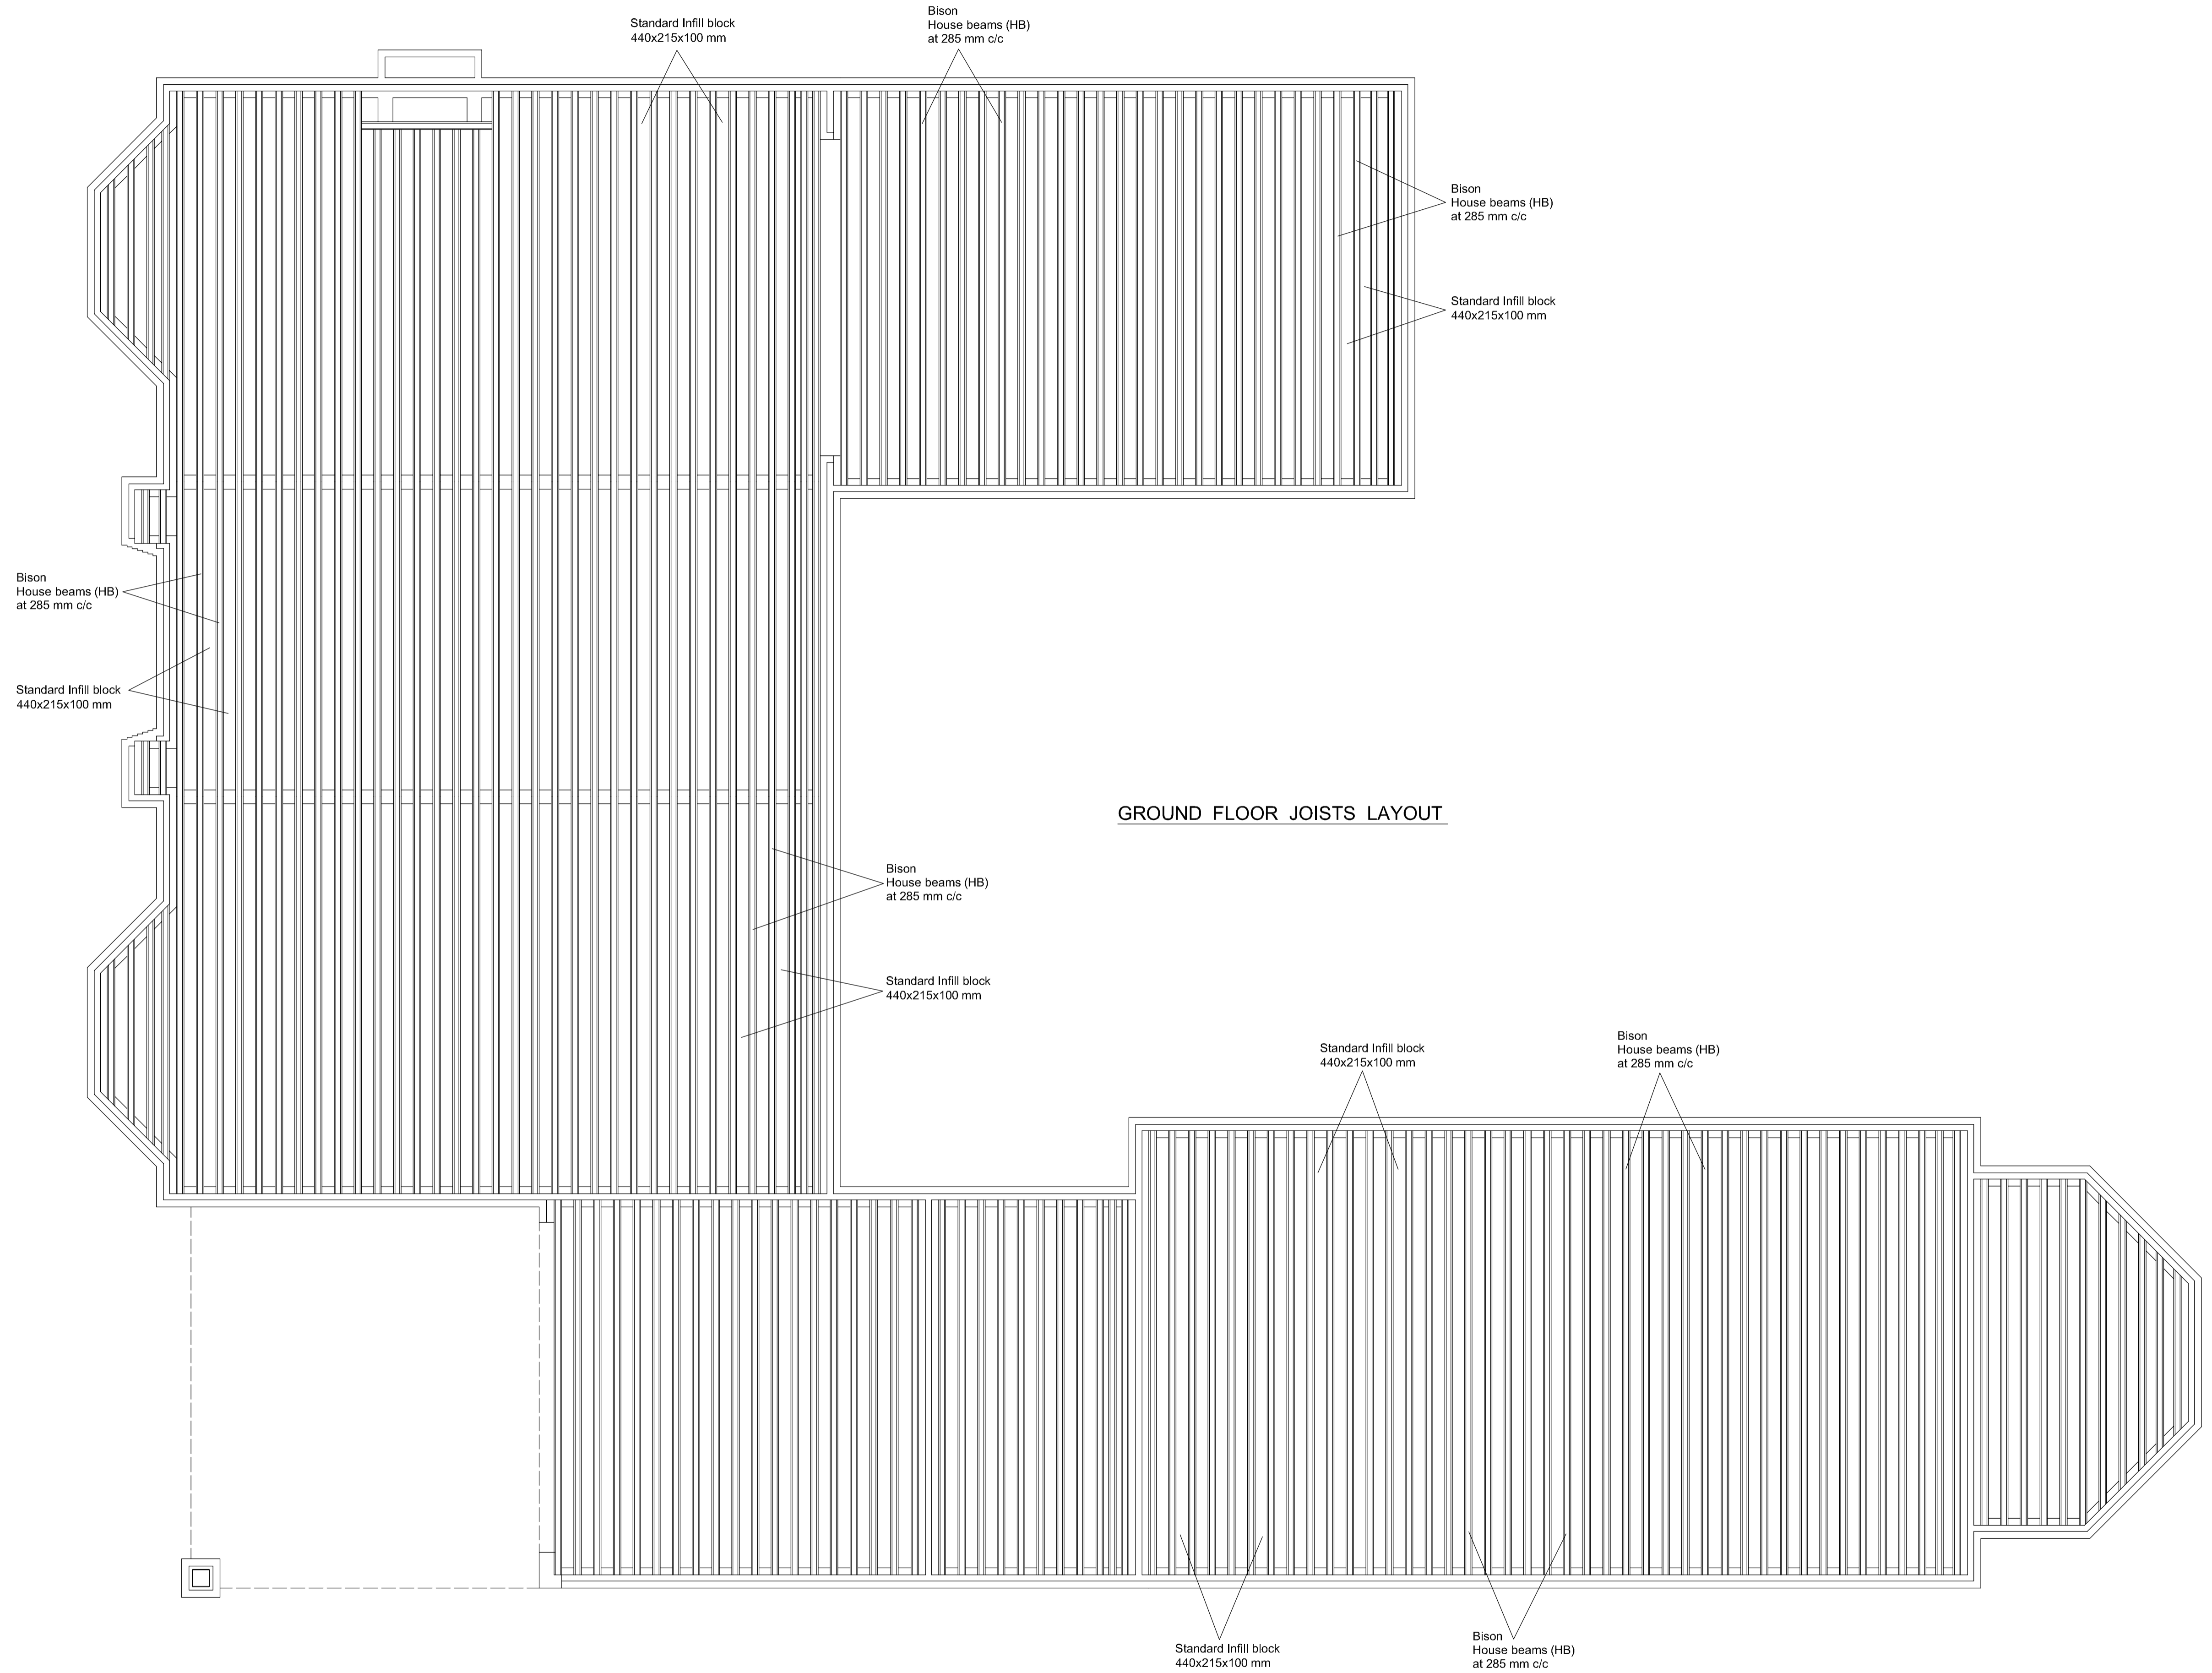 Standard Infill block
440x215x100 mm
Bison
House beams (HB)
at 285 mm c/c
Bison
House beams (HB)
at 285 mm c/c
Standard Infill block
440x215x100 mm
Bison
House beams (HB)
at 285 mm c/c
Standard Infill block
440x215x100 mm
GROUND FLOOR JOISTS LAYOUT
Bison
House beams (HB)
at 285 mm c/c
Standard Infill block
440x215x100 mm
Standard Infill block
440x215x100 mm
Bison
House beams (HB)
at 285 mm c/c
Standard Infill block
440x215x100 mm
Bison
House beams (HB)
at 285 mm c/c